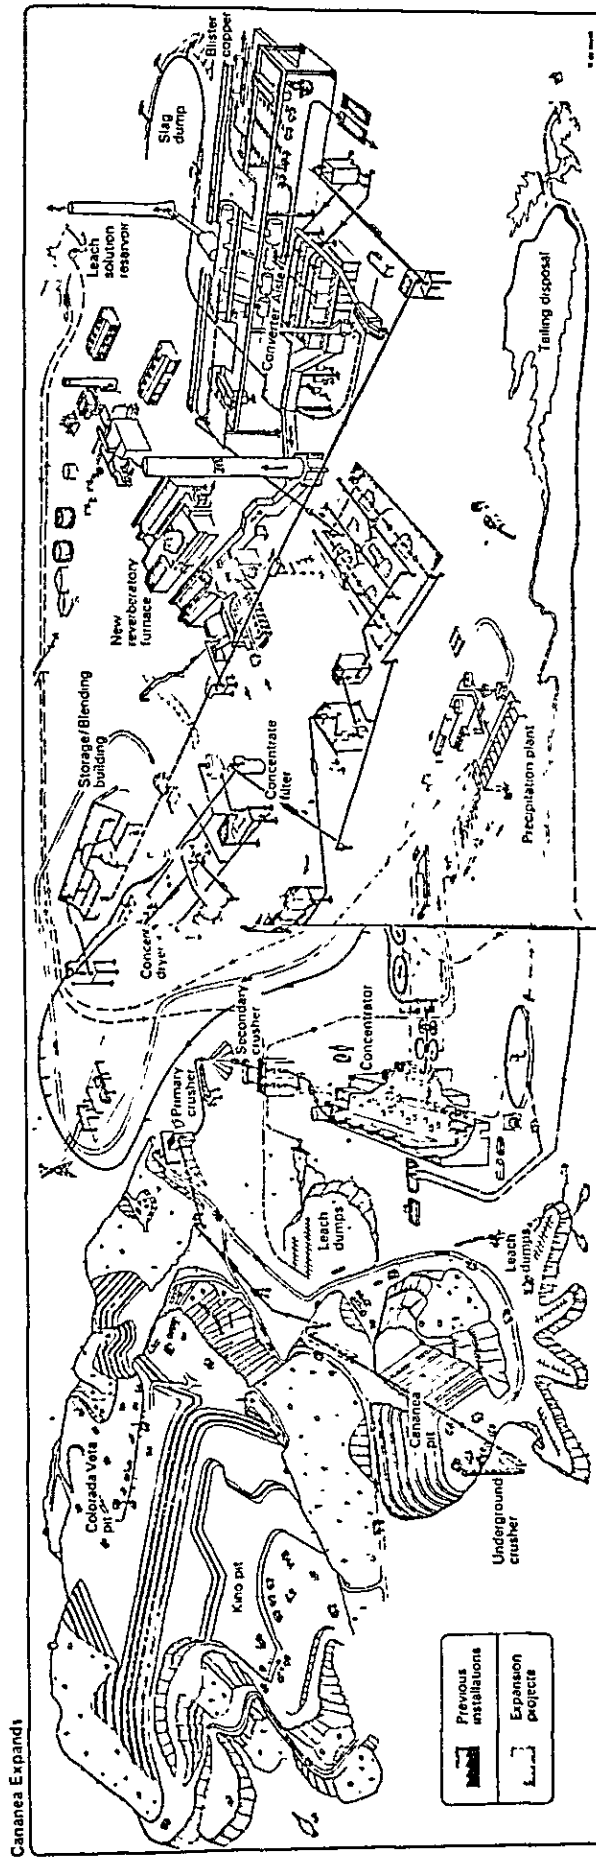 Cananea Expands
Colorada Veta
pit
Kino pit
Cananea
pit
Underground
crusher
Leach
dumps
Leach
dumps
Primary
crusher
Secondary
crusher
Concentrator
Storage/Blending
building
dryer
Concentrate
filter
Precipitation plant
New
reverberatory
furnace
Leach
solution
reservoir
Converter Aisle
Slag
dump
Blister
copper
Tailing disposal
Previous
installations
Expansion
projects